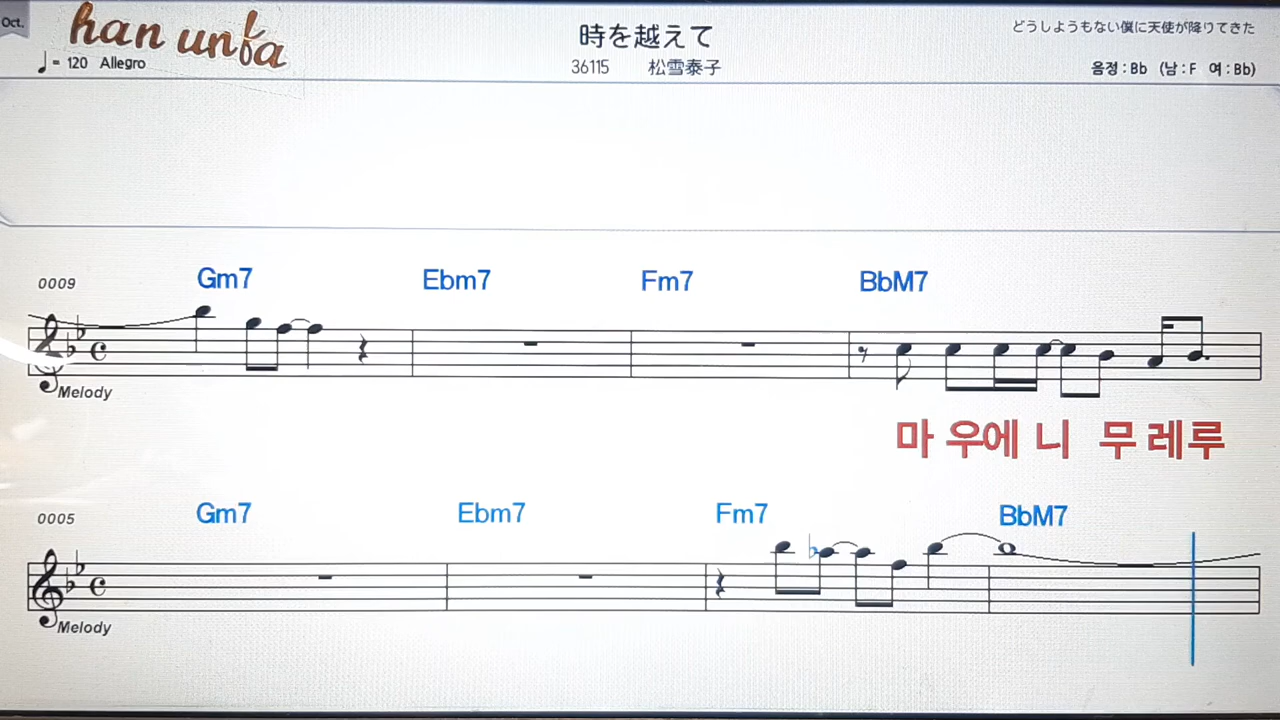 Oct.
han unfa
♩= 120 Allegro
時を越えて
36115 松雪泰子
どうしようもない僕に天使が降りてきた
음정 : Bb (남 : F 여 : Bb)
0009
Gm7 Ebm7 Fm7 BbM7
Melody
마 우에 니 무 레루
0005
Gm7 Ebm7 Fm7 BbM7
Melody